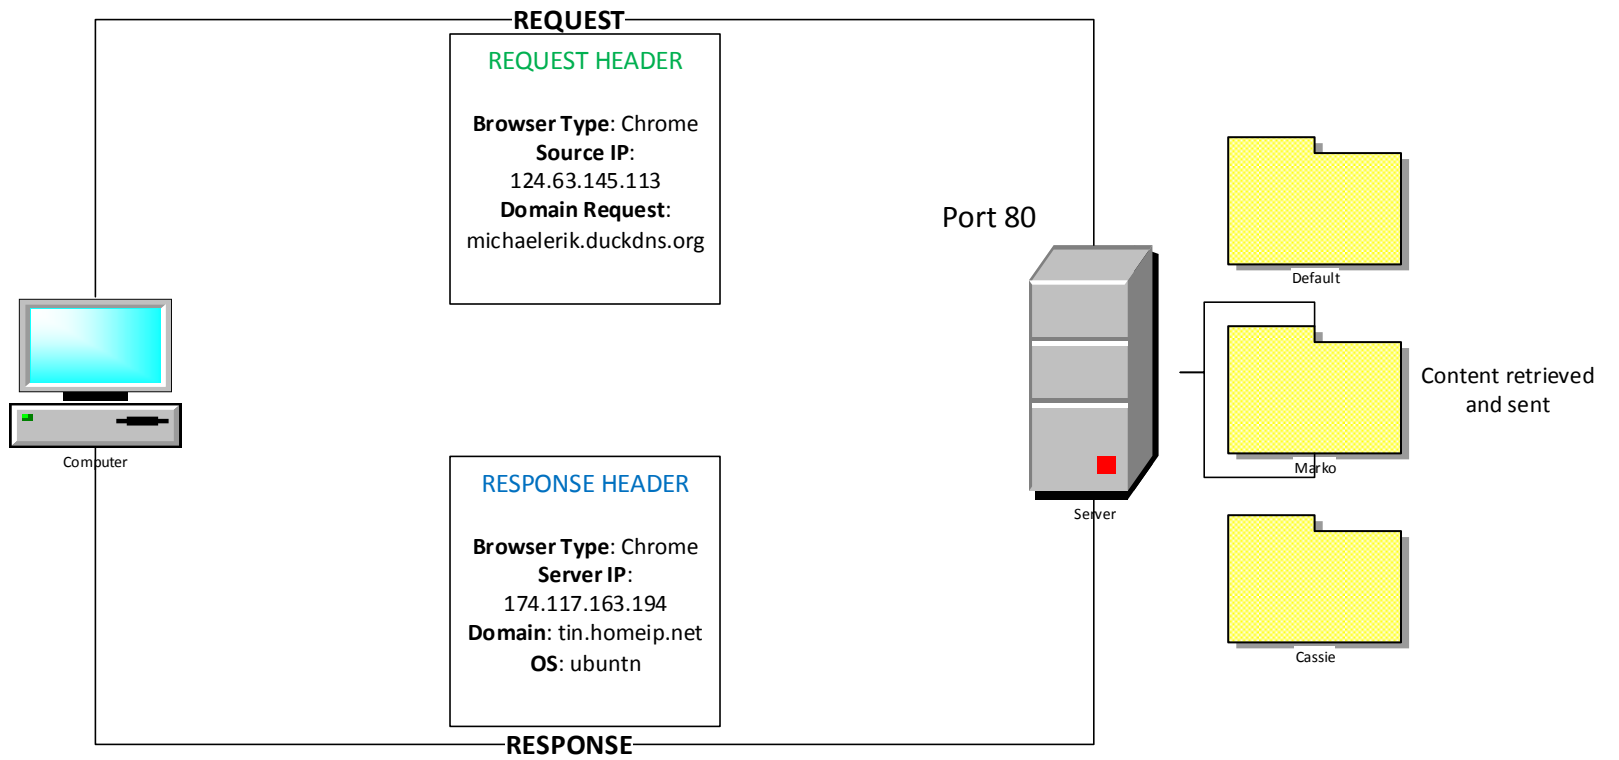 REQUEST
REQUEST HEADER
Browser Type: Chrome
Source IP:
124.63.145.113
Domain Request:
michaelerik.duckdns.org
Port 80
Default
Content retrieved
and sent
Marko
Computer
Server
RESPONSE HEADER
Browser Type: Chrome
Server IP:
174.117.163.194
Domain: tin.homeip.net
OS: ubuntn
Cassie
RESPONSE